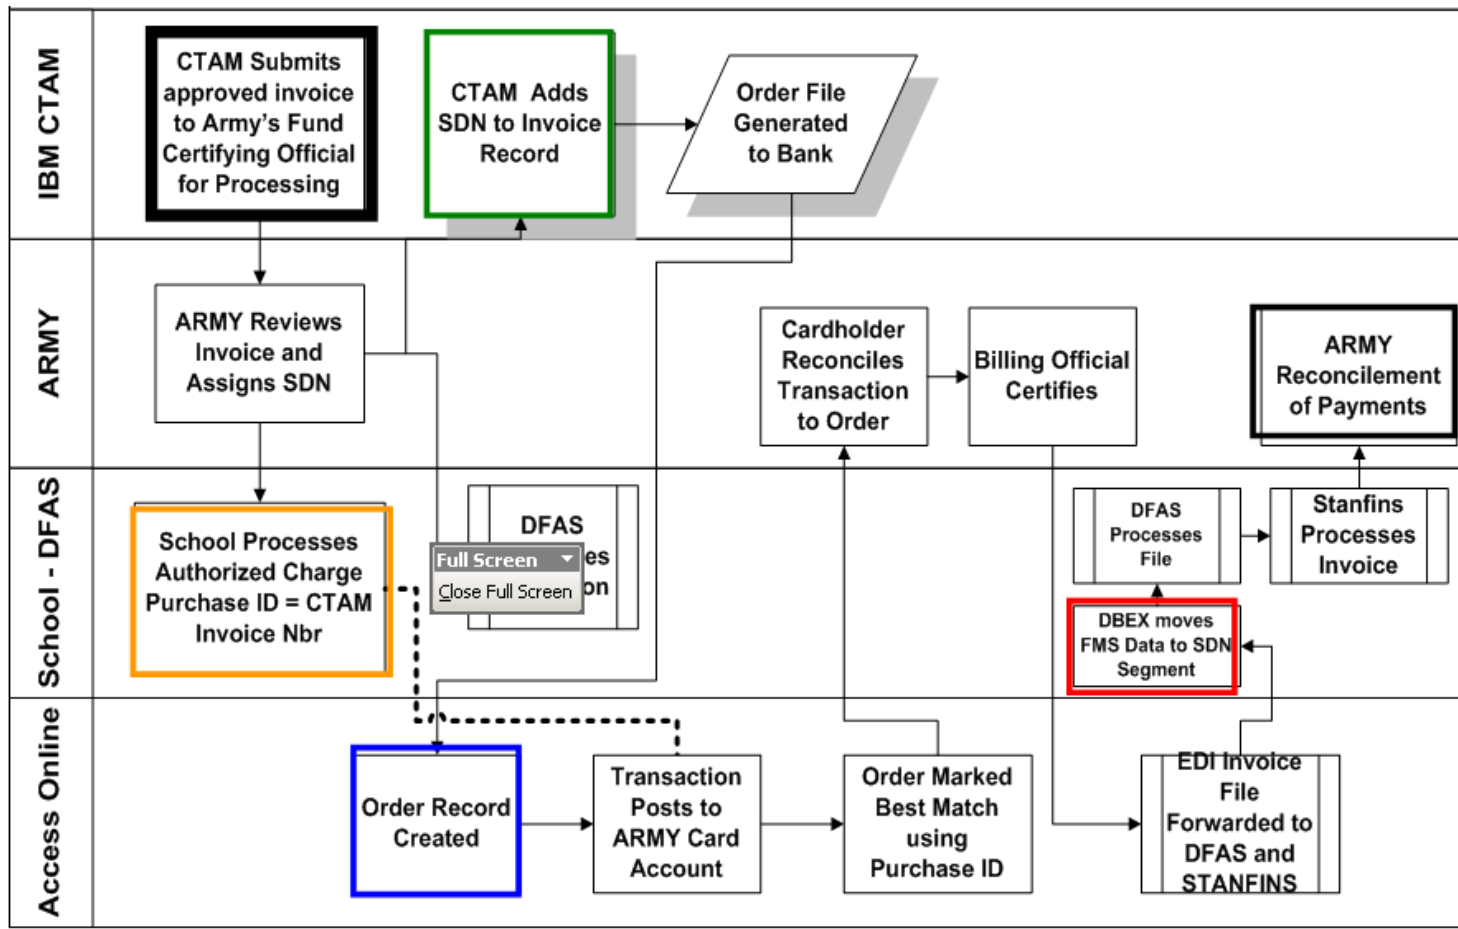 IBM CTAM
CTAM Submits
approved invoice
to Army's Fund
Certifying Official
for Processing
CTAM Adds
SDN to Invoice
Record
Order File
Generated
to Bank
ARMY
ARMY Reviews
Invoice and
Assigns SDN
Cardholder
Reconciles
Transaction
to Order
Billing Official
Certifies
ARMY
Reconcilement
of Payments
School - DFAS
School Processes
Authorized Charge
Purchase ID = CTAM
Invoice Nbr
DFAS
Full Screen
Close Full Screen
DFAS
Processes
File
Stanfins
Processes
Invoice
DBEX moves
FMS Data to SDN
Segment
Access Online
Order Record
Created
Transaction
Posts to
ARMY Card
Account
Order Marked
Best Match
using
Purchase ID
EDI Invoice
File
Forwarded to
DFAS and
STANFINS